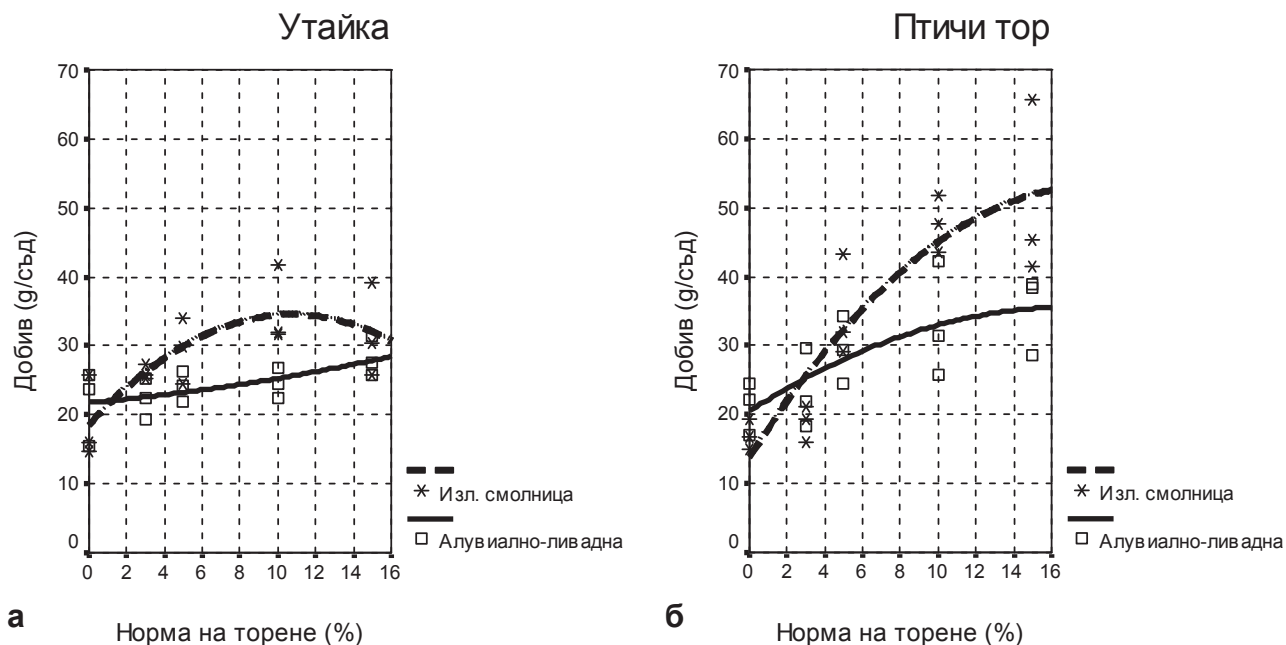 Утайка
70
60
50
40
30
20
10
0
Добив (g/съд)
0 2 4 6 8 10 12 14 16
Изл. смолница
Алувиално-ливадна
а
Норма на торене (%)
Птичи тор
70
60
50
40
30
20
10
0
Добив (g/съд)
0 2 4 6 8 10 12 14 16
Изл. смолница
Алувиално-ливадна
б
Норма на торене (%)